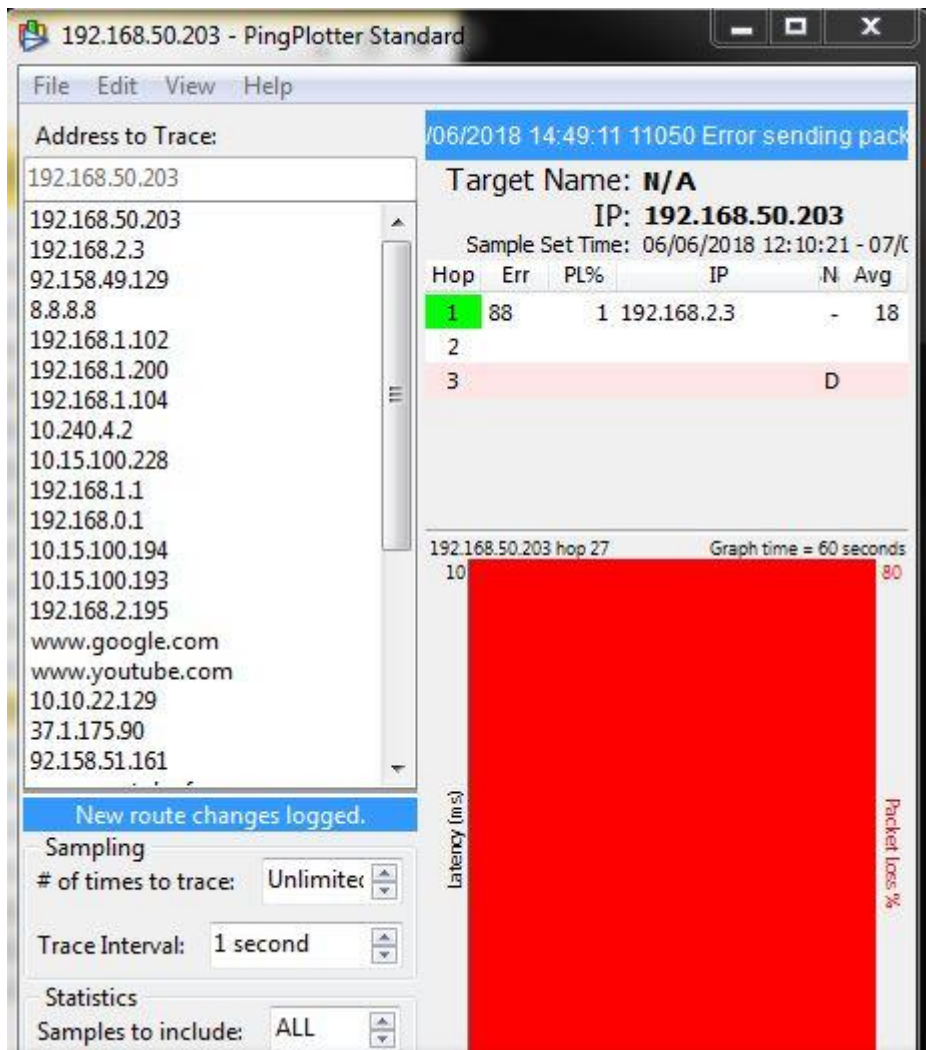 192.168.50.203 - PingPlotter Standard
File Edit View Help
Address to Trace:
192.168.50.203
192.168.50.203
192.168.2.3
92.158.49.129
8.8.8.8
192.168.1.102
192.168.1.200
192.168.1.104
10.240.4.2
10.15.100.228
192.168.1.1
192.168.0.1
10.15.100.194
10.15.100.193
192.168.2.195
www.google.com
www.youtube.com
10.10.22.129
37.1.175.90
92.158.51.161
New route changes logged.
Sampling
# of times to trace: Unlimited
Trace Interval: 1 second
Statistics
Samples to include: ALL
/06/2018 14:49:11 11050 Error sending pack
Target Name: N/A
IP: 192.168.50.203
Sample Set Time: 06/06/2018 12:10:21 - 07/0
Hop Err PL% IP N Avg
1 88 1 192.168.2.3 - 18
2
3 D
192.168.50.203 hop 27 Graph time = 60 seconds
10 80
Latency (ms)
Packet loss %